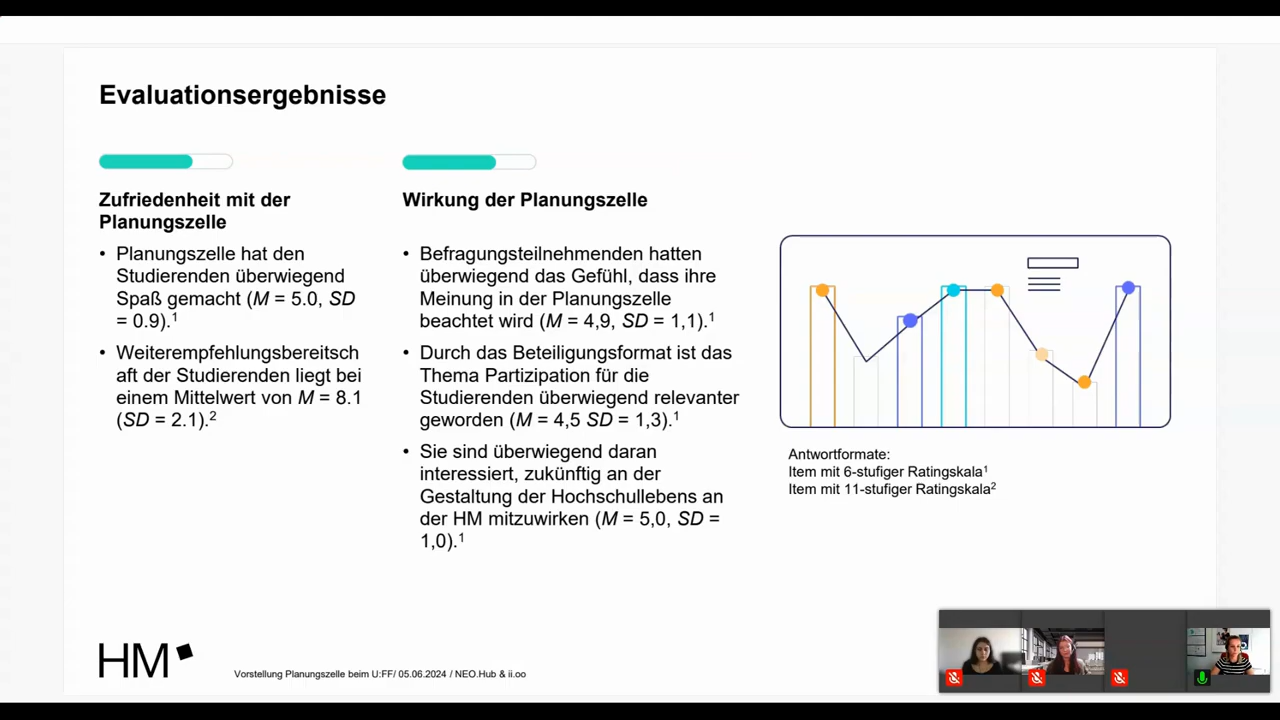 Evaluationsergebnisse
Zufriedenheit mit der
Planungszelle
• Planungszelle hat den
Studierenden überwiegend
Spaß gemacht (M = 5.0, SD
= 0.9).¹
• Weiterempfehlungsbereitsch
aft der Studierenden liegt bei
einem Mittelwert von M = 8.1
(SD = 2.1).²
Wirkung der Planungszelle
• Befragungsteilnehmenden hatten
überwiegend das Gefühl, dass ihre
Meinung in der Planungszelle
beachtet wird (M = 4,9, SD = 1,1).¹
• Durch das Beteiligungsformat ist das
Thema Partizipation für die
Studierenden überwiegend relevanter
geworden (M = 4,5 SD = 1,3).¹
• Sie sind überwiegend daran
interessiert, zukünftig an der
Gestaltung der Hochschullebens an
der HM mitzuwirken (M = 5,0, SD =
1,0).¹
Antwortformate:
Item mit 6-stufiger Ratingskala¹
Item mit 11-stufiger Ratingskala²
HM
Vorstellung Planungszelle beim U:FF/ 05.06.2024 / NEO.Hub & ii.oo